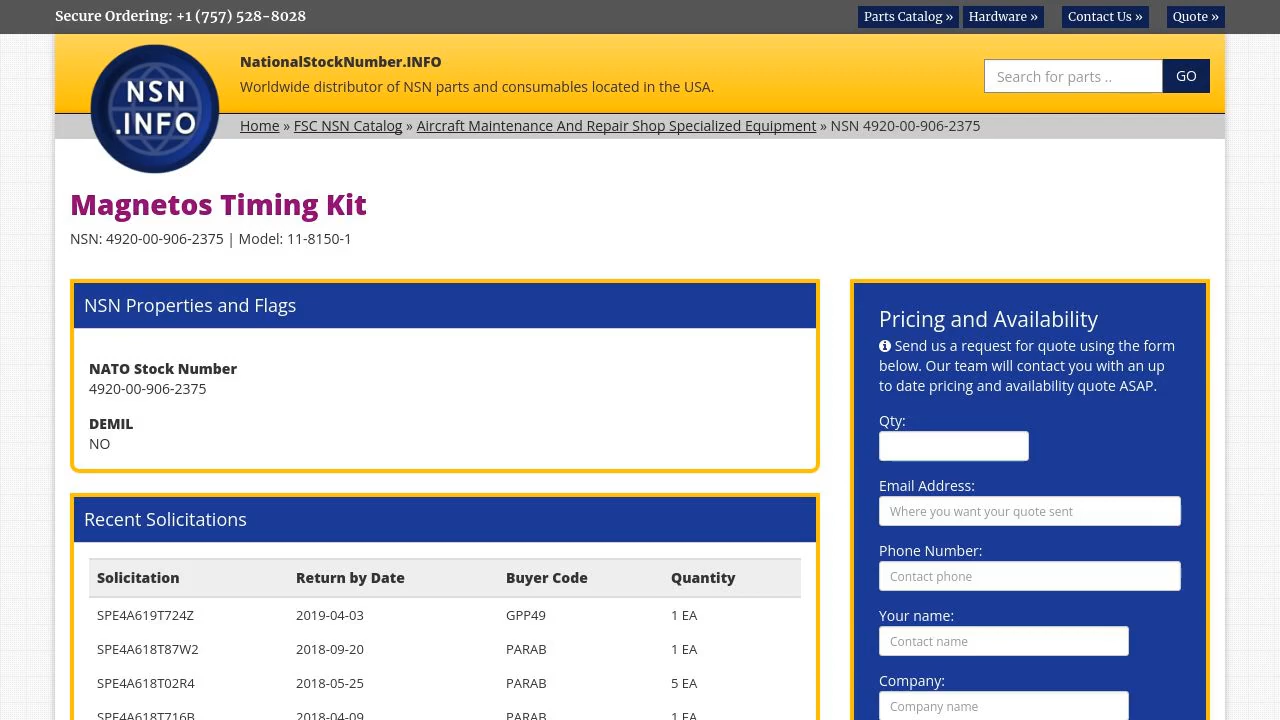 Secure Ordering: +1 (757) 528-8028
Parts Catalog » Hardware » Contact Us » Quote »
NSN
.INFO
NationalStockNumber.INFO
Worldwide distributor of NSN parts and consumables located in the USA.
Search for parts ..
GO
Home » FSC NSN Catalog » Aircraft Maintenance And Repair Shop Specialized Equipment » NSN 4920-00-906-2375
Magnetos Timing Kit
NSN: 4920-00-906-2375 | Model: 11-8150-1
NSN Properties and Flags
NATO Stock Number
4920-00-906-2375
DEMIL
NO
Recent Solicitations
Solicitation Return by Date Buyer Code Quantity
SPE4A619T724Z 2019-04-03 GPP49 1 EA
SPE4A618T87W2 2018-09-20 PARAB 1 EA
SPE4A618T02R4 2018-05-25 PARAB 5 EA
SPE4A618T716B 2018-04-09 PARAB 1 EA
Pricing and Availability
Send us a request for quote using the form
below. Our team will contact you with an up
to date pricing and availability quote ASAP.
Qty:
Email Address:
Where you want your quote sent
Phone Number:
Contact phone
Your name:
Contact name
Company:
Company name